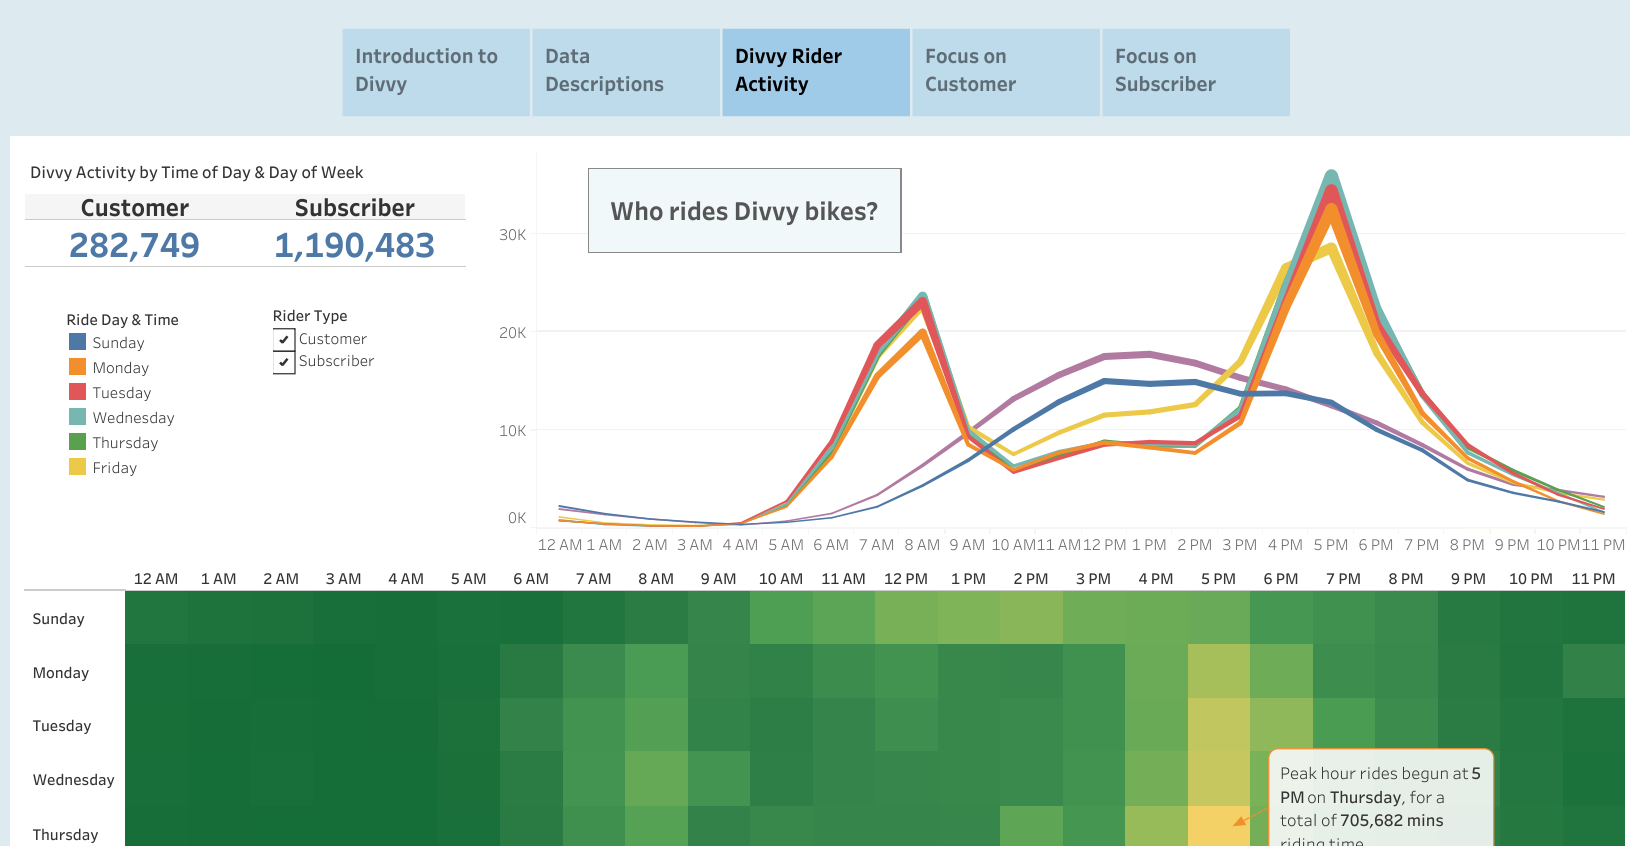 Introduction to
Divvy
Data
Descriptions
Divvy Rider
Activity
Focus on
Customer
Focus on
Subscriber
Divvy Activity by Time of Day & Day of Week
Customer Subscriber
282,749 1,190,483
Ride Day & Time
Sunday
Monday
Tuesday
Wednesday
Thursday
Friday
Rider Type
Customer
Subscriber
Who rides Divvy bikes?
30K
20K
10K
0K
12 AM 1 AM 2 AM 3 AM 4 AM 5 AM 6 AM 7 AM 8 AM 9 AM 10 AM 11 AM 12 PM 1 PM 2 PM 3 PM 4 PM 5 PM 6 PM 7 PM 8 PM 9 PM 10 PM 11 PM
12 AM 1 AM 2 AM 3 AM 4 AM 5 AM 6 AM 7 AM 8 AM 9 AM 10 AM 11 AM 12 PM 1 PM 2 PM 3 PM 4 PM 5 PM 6 PM 7 PM 8 PM 9 PM 10 PM 11 PM
Sunday
Monday
Tuesday
Wednesday
Thursday
Peak hour rides begun at 5
PM on Thursday, for a
total of 705,682 mins
riding time